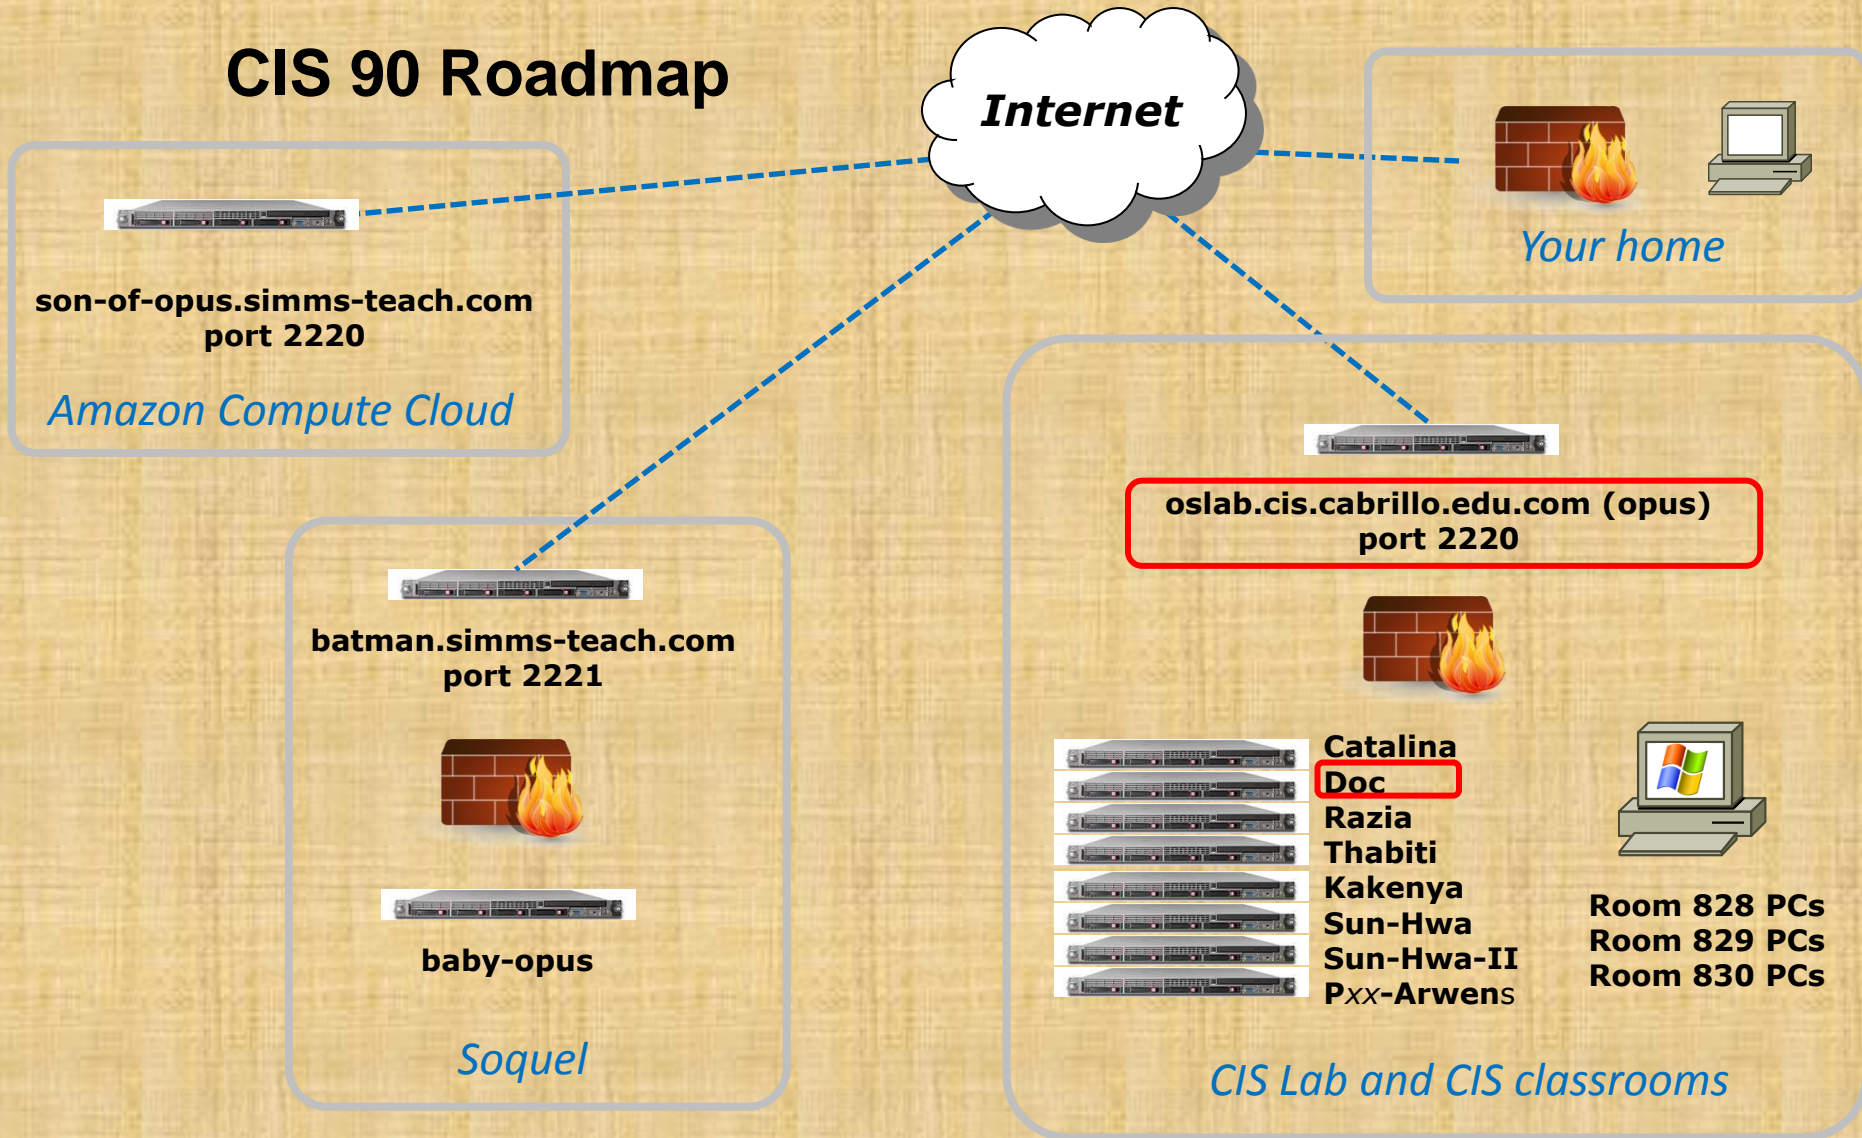 CIS 90 Roadmap
Internet
Your home
son-of-opus.simms-teach.com
port 2220
Amazon Compute Cloud
oslab.cis.cabrillo.edu.com (opus)
port 2220
batman.simms-teach.com
port 2221
baby-opus
Soquel
Catalina
Doc
Razia
Thabiti
Kakenya
Sun-Hwa
Sun-Hwa-II
Pxx-Arwens
Room 828 PCs
Room 829 PCs
Room 830 PCs
CIS Lab and CIS classrooms